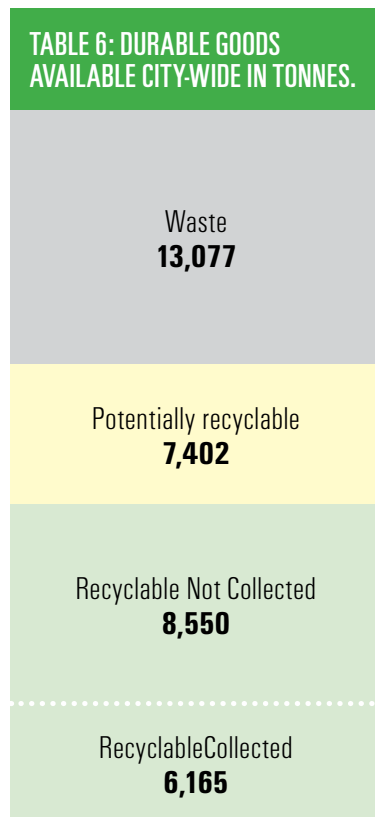 TABLE 6: DURABLE GOODS
AVAILABLE CITY-WIDE IN TONNES.
Waste
13,077
Potentially recyclable
7,402
Recyclable Not Collected
8,550
RecyclableCollected
6,165